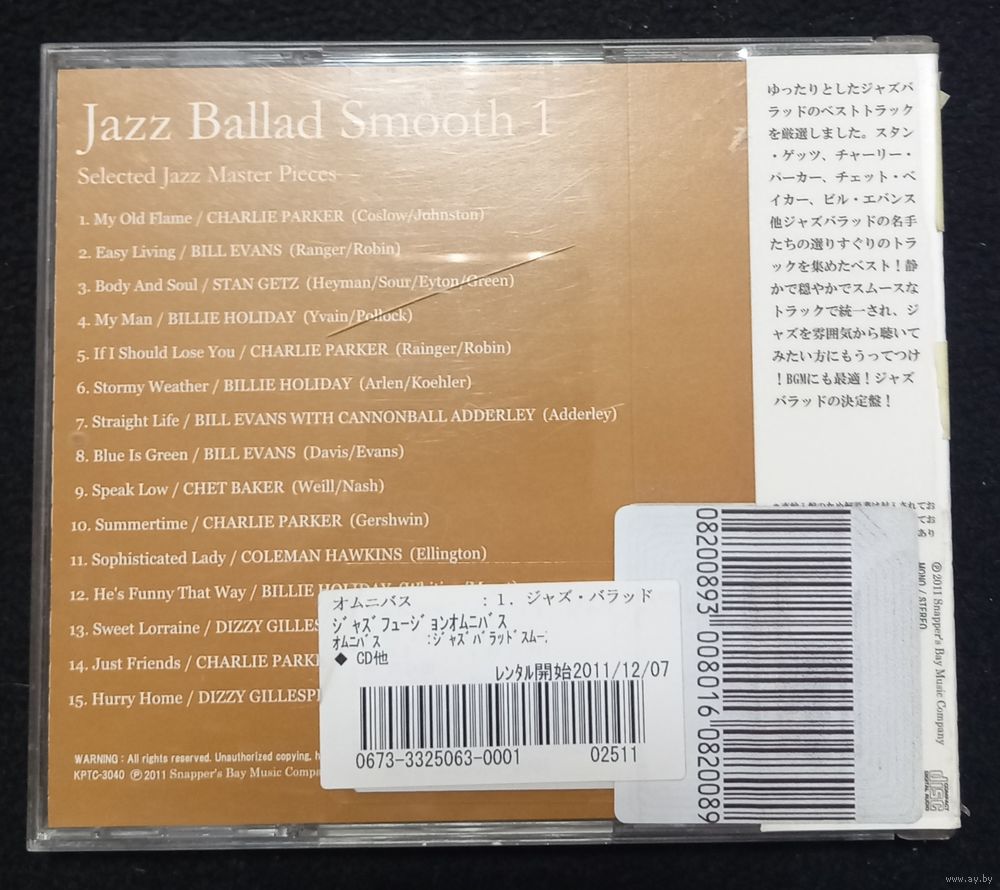 Jazz Ballad Smooth 1
Selected Jazz Master Pieces
1. My Old Flame / CHARLIE PARKER (Coslow/Johnston)
2. Easy Living / BILL EVANS (Ranger/Robin)
3. Body And Soul / STAN GETZ (Heyman/Sour/Eyton/Green)
4. My Man / BILLIE HOLIDAY (Yvain/Pollock)
5. If I Should Lose You / CHARLIE PARKER (Rainger/Robin)
6. Stormy Weather / BILLIE HOLIDAY (Arlen/Koehler)
7. Straight Life / BILL EVANS WITH CANNONBALL ADDERLEY (Adderley)
8. Blue Is Green / BILL EVANS (Davis/Evans)
9. Speak Low / CHET BAKER (Weill/Nash)
10. Summertime / CHARLIE PARKER (Gershwin)
11. Sophisticated Lady / COLEMAN HAWKINS (Ellington)
12. He's Funny That Way / BILLIE HOLIDAY
13. Sweet Lorraine / DIZZY GILLES
14. Just Friends / CHARLIE PARK
15. Hurry Home / DIZZY GILLESP
WARNING : All rights reserved. Unauthorized copying, h
KPTC-3040 ℗ 2011 Snapper's Bay Music Compa
ゆったりとしたジャズバ
ラッドのベストトラック
を厳選しました。スタン
・ゲッツ、チャーリー・
パーカー、チェット・ベ
イカー、ビル・エバンス
他ジャズバラッドの名手
たちの選りすぐりのトラ
ックを集めたベスト！静
かで穏やかでスムースな
トラックで統一され、ジ
ャズを雰囲気から聴いて
みたい方にもうってつけ
！BGMにも最適！ジャズ
バラッドの決定盤！
てお
あり
オムニバス :1. ジャズ・バラッド
ジャズフュージョンオムニバス
オムニバス :ジャズバラッドスムー:
◆ CD他
レンタル開始2011/12/07
0673-3325063-0001 02511
08200893 008016 08200089
℗ 2011 Snapper's Bay Music Company
MONO / STEREO
COMPACT
disc
DIGITAL AUDIO
www.ay.by